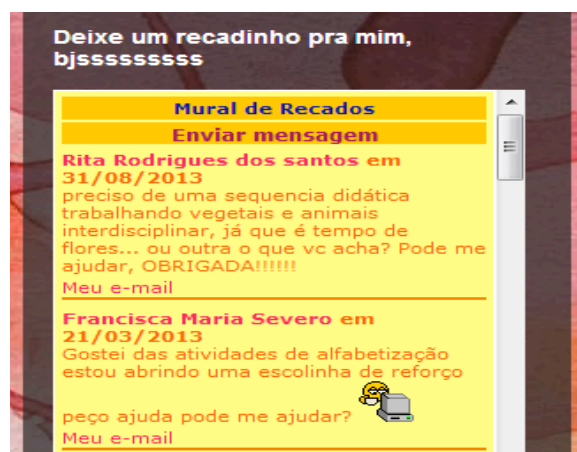 Deixe um recadinho pra mim,
bjsssssssss
Mural de Recados
Enviar mensagem
Rita Rodrigues dos santos em
31/08/2013
preciso de uma sequencia didática
trabalhando vegetais e animais
interdisciplinar, já que é tempo de
flores... ou outra o que vc acha? Pode me
ajudar, OBRIGADA!!!!!!
Meu e-mail
Francisca Maria Severo em
21/03/2013
Gostei das atividades de alfabetização
estou abrindo uma escolinha de reforço
peço ajuda pode me ajudar?
Meu e-mail